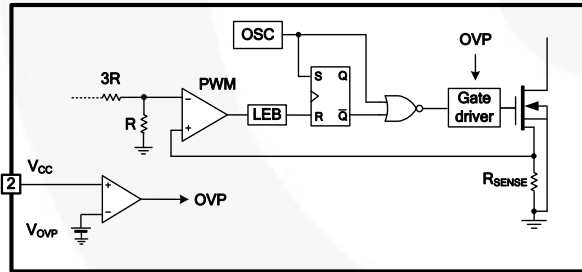 OSC
OVP
3R
PWM
S Q
Gate
driver
R
LEB
R Q̅
2
VCC
RSENSE
OVP
VOVP